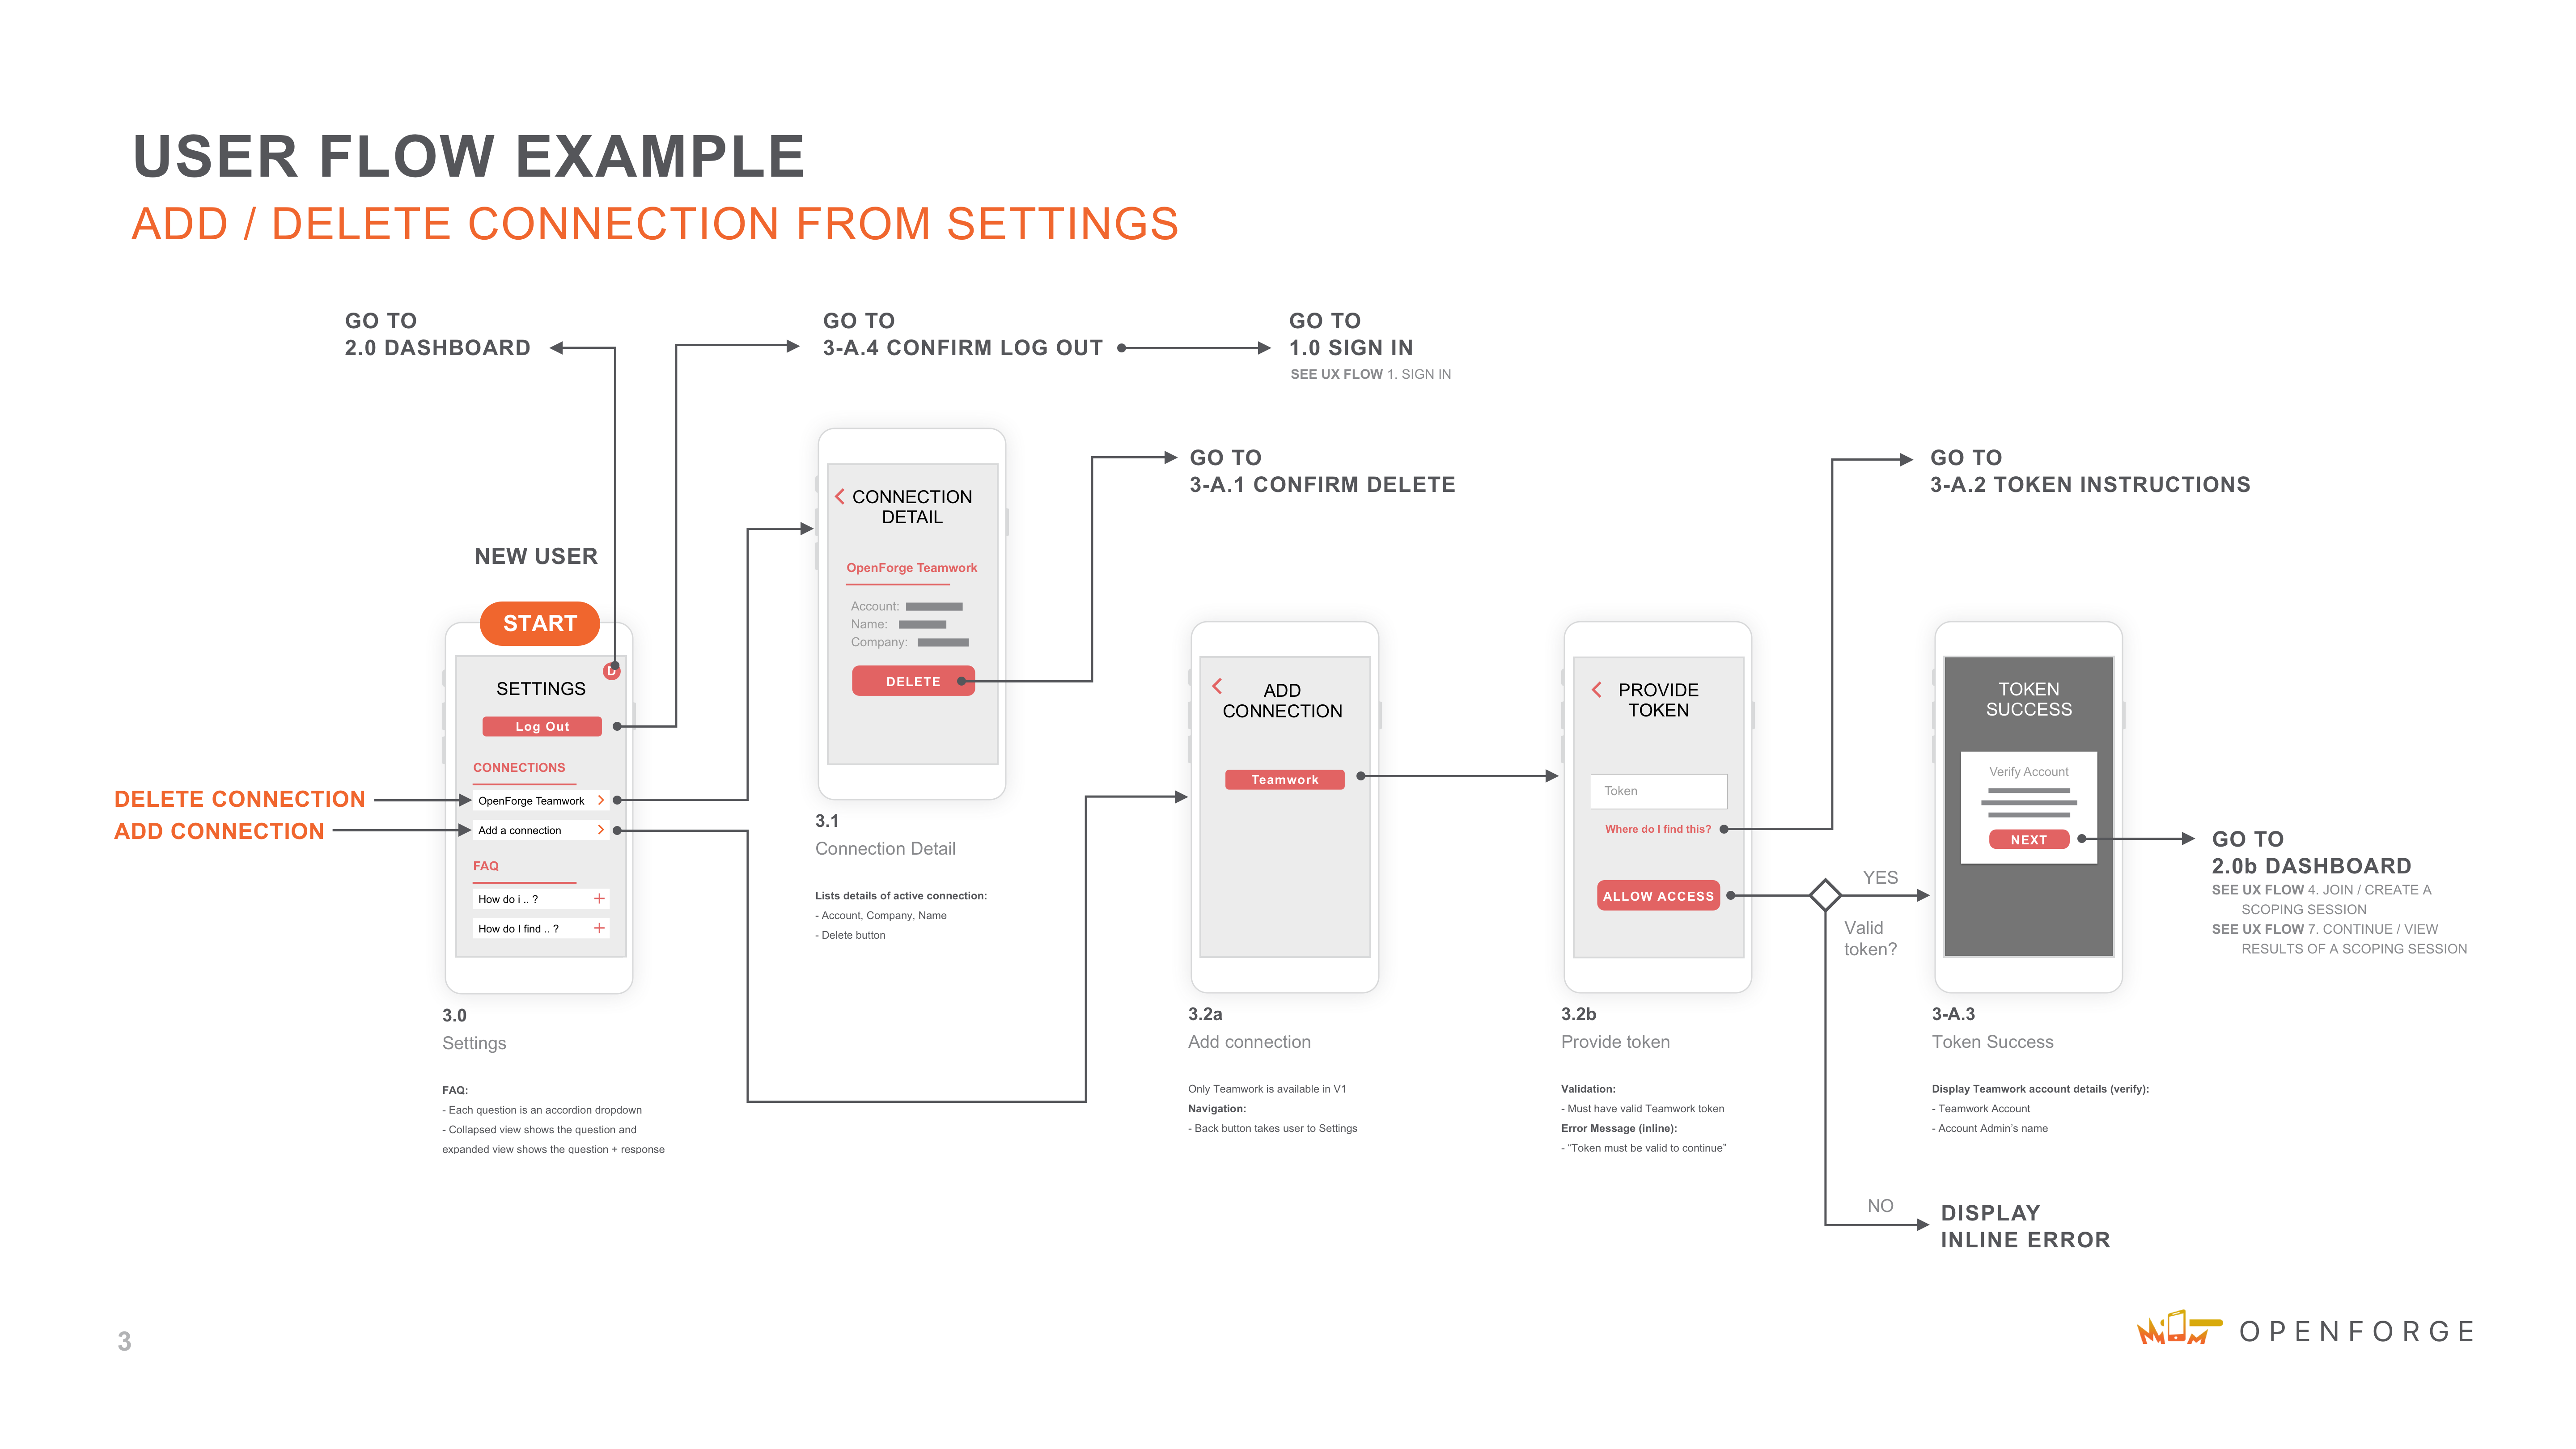 USER FLOW EXAMPLE
ADD / DELETE CONNECTION FROM SETTINGS
GO TO
2.0 DASHBOARD
GO TO
3-A.4 CONFIRM LOG OUT
GO TO
1.0 SIGN IN
SEE UX FLOW 1. SIGN IN
NEW USER
START
DELETE CONNECTION
ADD CONNECTION
D
SETTINGS
Log Out
CONNECTIONS
OpenForge Teamwork
Add a connection
FAQ
How do i .. ?
How do I find .. ?
3.0
Settings
FAQ:
- Each question is an accordion dropdown
- Collapsed view shows the question and
expanded view shows the question + response
CONNECTION
DETAIL
OpenForge Teamwork
Account:
Name:
Company:
DELETE
3.1
Connection Detail
Lists details of active connection:
- Account, Company, Name
- Delete button
GO TO
3-A.1 CONFIRM DELETE
ADD
CONNECTION
Teamwork
3.2a
Add connection
Only Teamwork is available in V1
Navigation:
- Back button takes user to Settings
PROVIDE
TOKEN
Token
Where do I find this?
ALLOW ACCESS
3.2b
Provide token
Validation:
- Must have valid Teamwork token
Error Message (inline):
- “Token must be valid to continue”
GO TO
3-A.2 TOKEN INSTRUCTIONS
YES
Valid
token?
NO
DISPLAY
INLINE ERROR
TOKEN
SUCCESS
Verify Account
NEXT
3-A.3
Token Success
Display Teamwork account details (verify):
- Teamwork Account
- Account Admin’s name
GO TO
2.0b DASHBOARD
SEE UX FLOW 4. JOIN / CREATE A
SCOPING SESSION
SEE UX FLOW 7. CONTINUE / VIEW
RESULTS OF A SCOPING SESSION
3
OPENFORGE